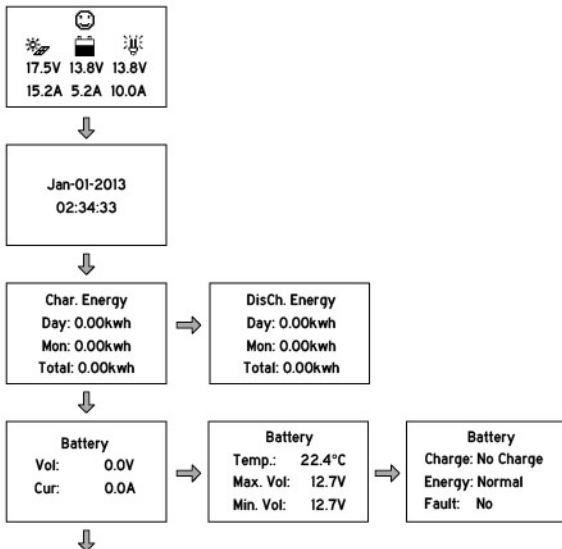 17.5V 13.8V 13.8V
15.2A 5.2A 10.0A
Jan-01-2013
02:34:33
Char. Energy
Day: 0.00kwh
Mon: 0.00kwh
Total: 0.00kwh
DisCh. Energy
Day: 0.00kwh
Mon: 0.00kwh
Total: 0.00kwh
Battery
Vol: 0.0V
Cur: 0.0A
Battery
Temp.: 22.4°C
Max. Vol: 12.7V
Min. Vol: 12.7V
Battery
Charge: No Charge
Energy: Normal
Fault: No